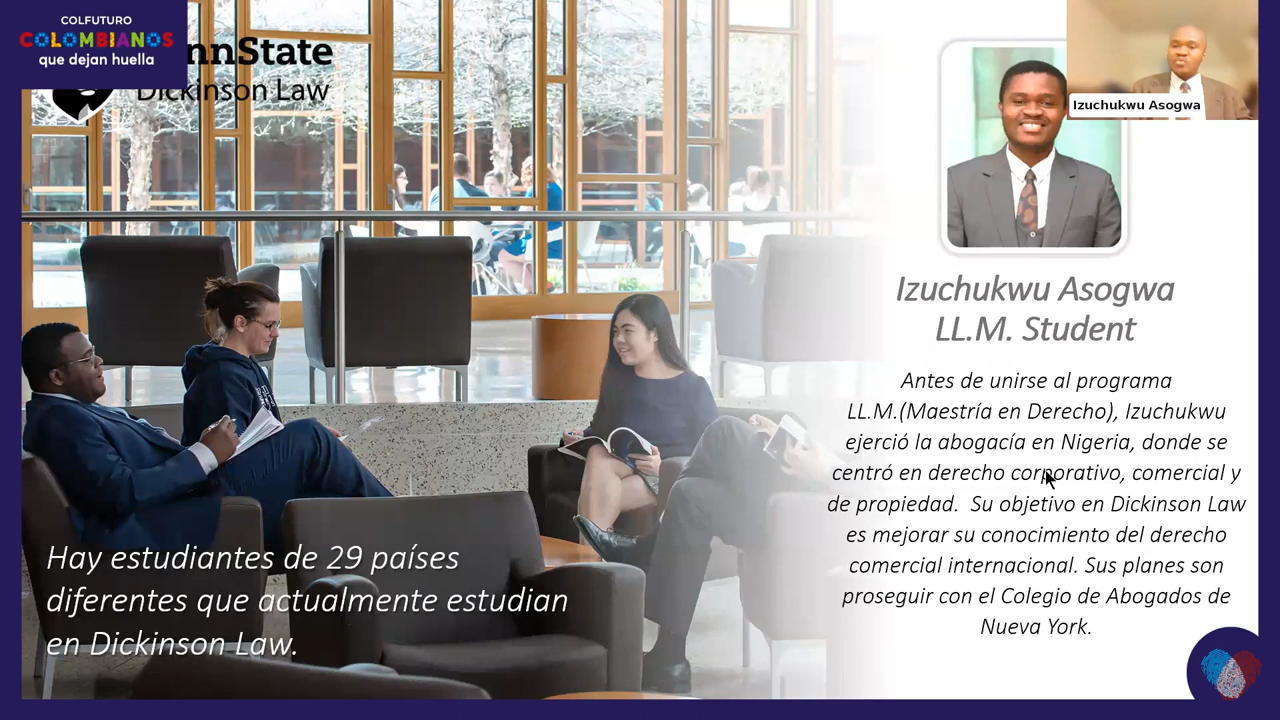 COLFUTURO
COLOMBIANOS
que dejan huella
nnState
Dickinson Law
Izuchukwu Asogwa
Izuchukwu Asogwa
LL.M. Student
Antes de unirse al programa
LL.M.(Maestría en Derecho), Izuchukwu
ejerció la abogacía en Nigeria, donde se
centró en derecho corporativo, comercial y
de propiedad.  Su objetivo en Dickinson Law
es mejorar su conocimiento del derecho
comercial internacional. Sus planes son
proseguir con el Colegio de Abogados de
Nueva York.
Hay estudiantes de 29 países
diferentes que actualmente estudian
en Dickinson Law.